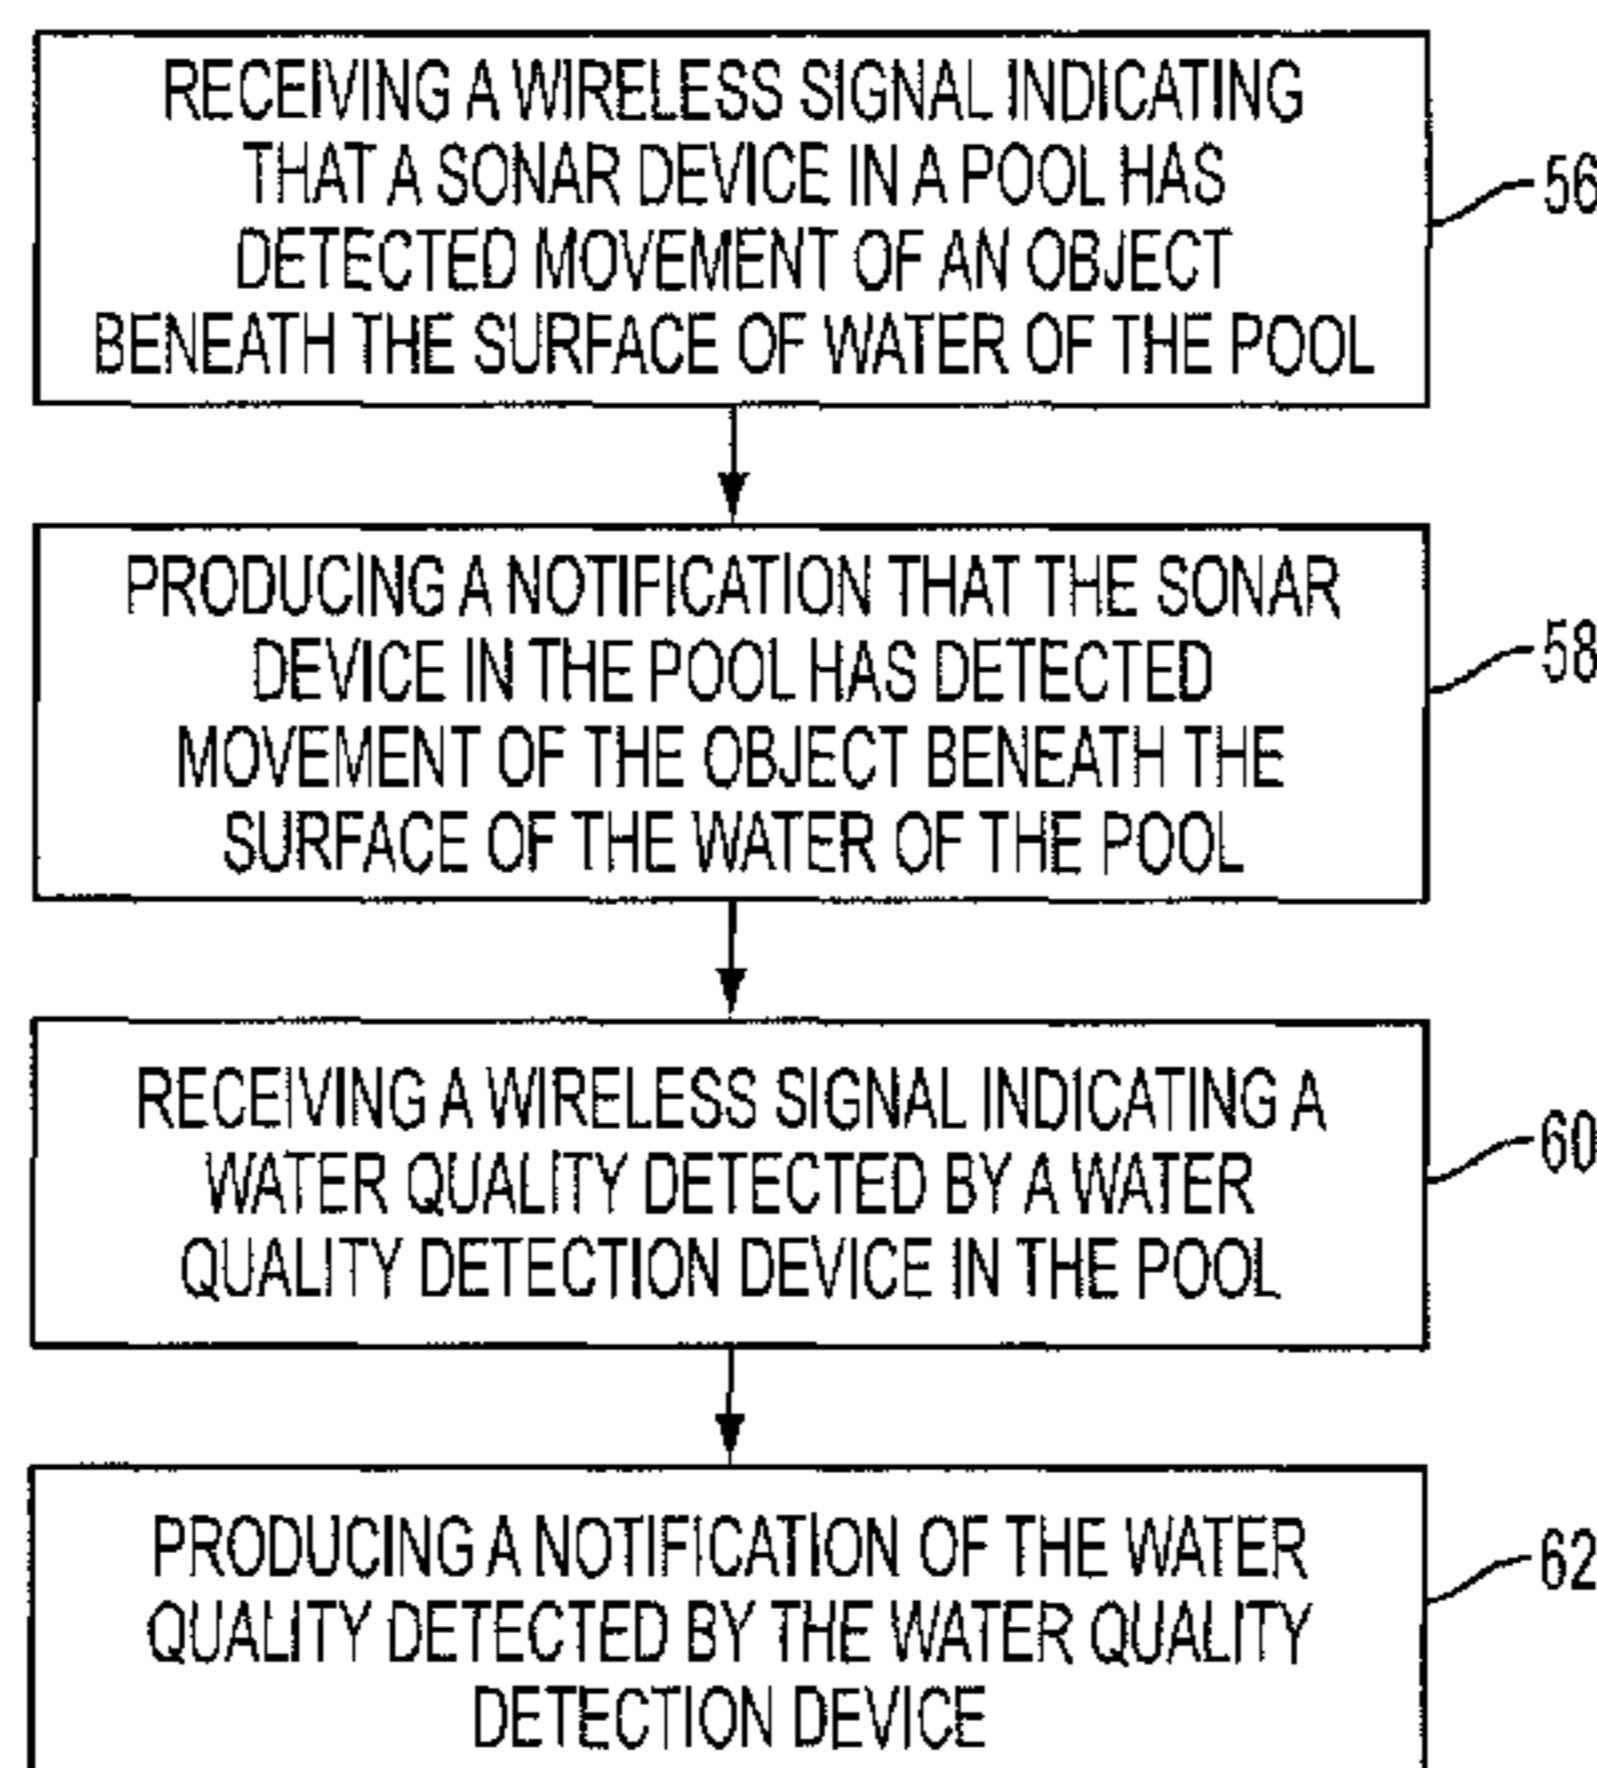 RECEIVING A WIRELESS SIGNAL INDICATING
THAT A SONAR DEVICE IN A POOL HAS
DETECTED MOVEMENT OF AN OBJECT
BENEATH THE SURFACE OF WATER OF THE POOL
56
PRODUCING A NOTIFICATION THAT THE SONAR
DEVICE IN THE POOL HAS DETECTED
MOVEMENT OF THE OBJECT BENEATH THE
SURFACE OF THE WATER OF THE POOL
58
RECEIVING A WIRELESS SIGNAL INDICATING A
WATER QUALITY DETECTED BY A WATER
QUALITY DETECTION DEVICE IN THE POOL
60
PRODUCING A NOTIFICATION OF THE WATER
QUALITY DETECTED BY THE WATER QUALITY
DETECTION DEVICE
62